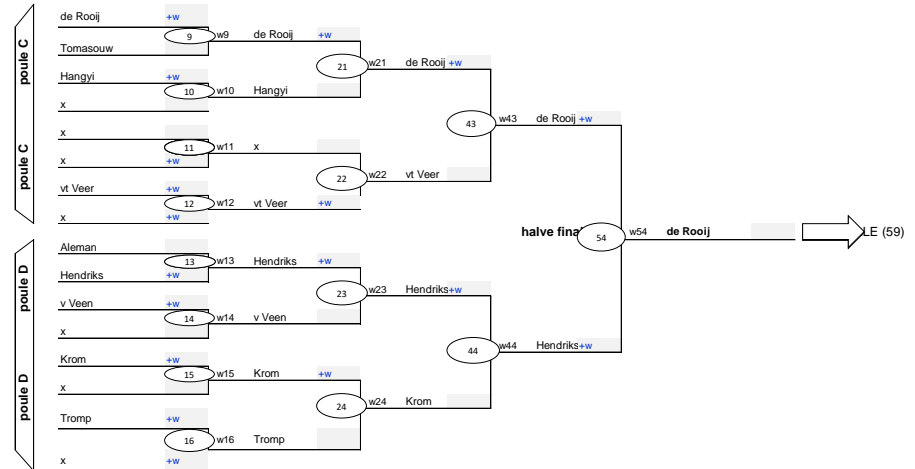 poule C
poule C
poule D
poule D
de Rooij +w
9 w9 de Rooij +w
Tomasouw
21 w21 de Rooij +w
Hangyi +w
10 w10 Hangyi
x
43 w43 de Rooij +w
x
11 w11 x
x +w
22 w22 vt Veer
vt Veer +w
12 w12 vt Veer +w
x +w
halve final 54 w54 de Rooij LE (59)
Aleman
13 w13 Hendriks +w
Hendriks +w
23 w23 Hendriks +w
v Veen +w
14 w14 v Veen
x
44 w44 Hendriks +w
Krom +w
15 w15 Krom +w
x
24 w24 Krom
Tromp +w
16 w16 Tromp
x +w